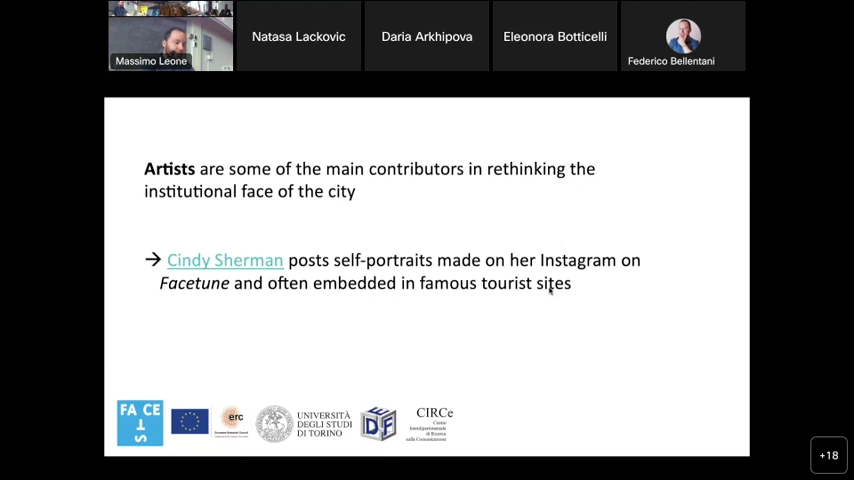 Massimo Leone
Natasa Lackovic
Daria Arkhipova
Eleonora Botticelli
Federico Bellentani
Artists are some of the main contributors in rethinking the
institutional face of the city
→ Cindy Sherman posts self-portraits made on her Instagram on
Facetune and often embedded in famous tourist sites
FA CE
TS
erc
UNIVERSITÀ
DEGLI STUDI
DI TORINO
CIRCe
Centro
Interdipartimentale
di Ricerca
sulla Comunicazione
+18